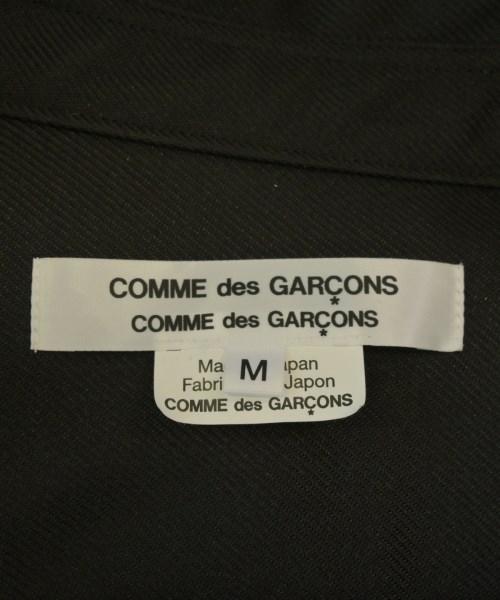 COMME des GARÇONS
COMME des GARÇONS
M
Ma apan
Fabri Japon
COMME des GARÇONS